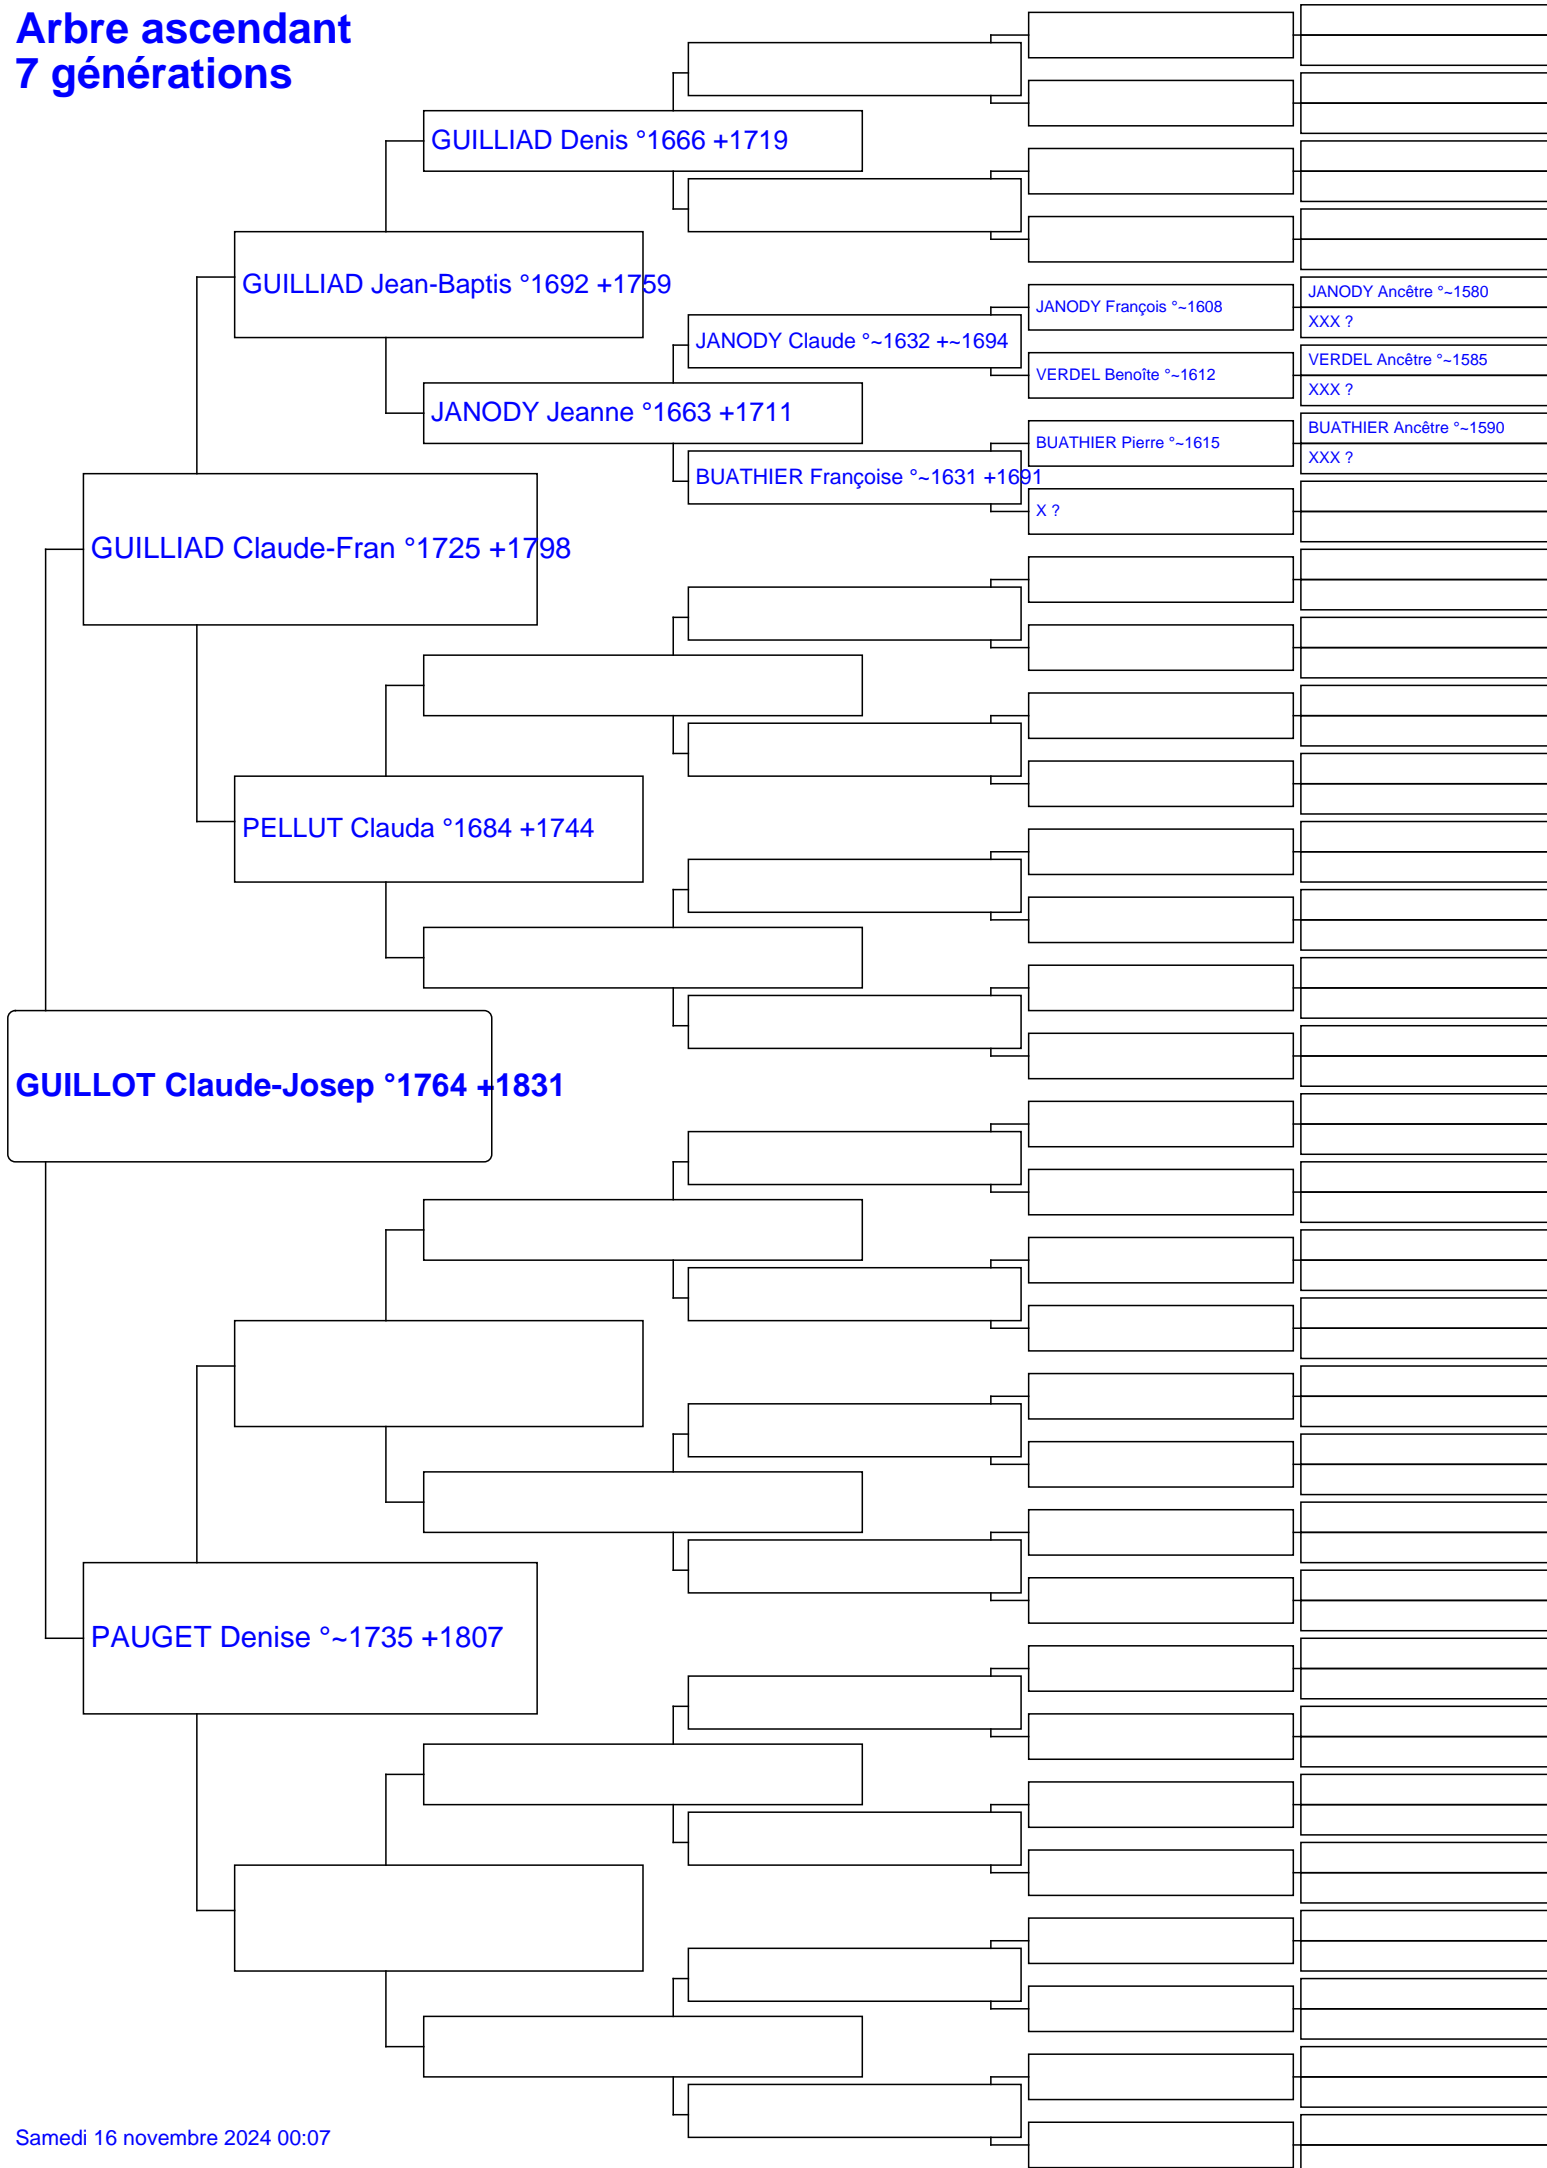 Arbre ascendant
7 générations
GUILLIAD Denis °1666 +1719
GUILLIAD Jean-Baptis °1692 +1759
JANODY Ancêtre °~1580
JANODY François °~1608
XXX ?
JANODY Claude °~1632 +~1694
VERDEL Ancêtre °~1585
VERDEL Benoîte °~1612
XXX ?
JANODY Jeanne °1663 +1711
BUATHIER Ancêtre °~1590
BUATHIER Pierre °~1615
XXX ?
BUATHIER Françoise °~1631 +1691
X ?
GUILLIAD Claude-Fran °1725 +1798
PELLUT Clauda °1684 +1744
GUILLOT Claude-Josep °1764 +1831
PAUGET Denise °~1735 +1807
Samedi 16 novembre 2024 00:07